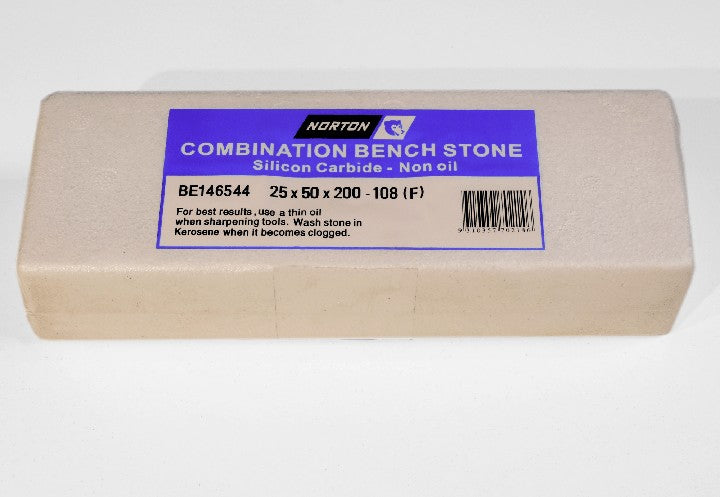 NORTON
COMBINATION BENCH STONE
Silicon Carbide - Non oil
BE146544 25 x 50 x 200 - 108 (F)
For best results, use a thin oil
when sharpening tools. Wash stone in
Kerosene when it becomes clogged.